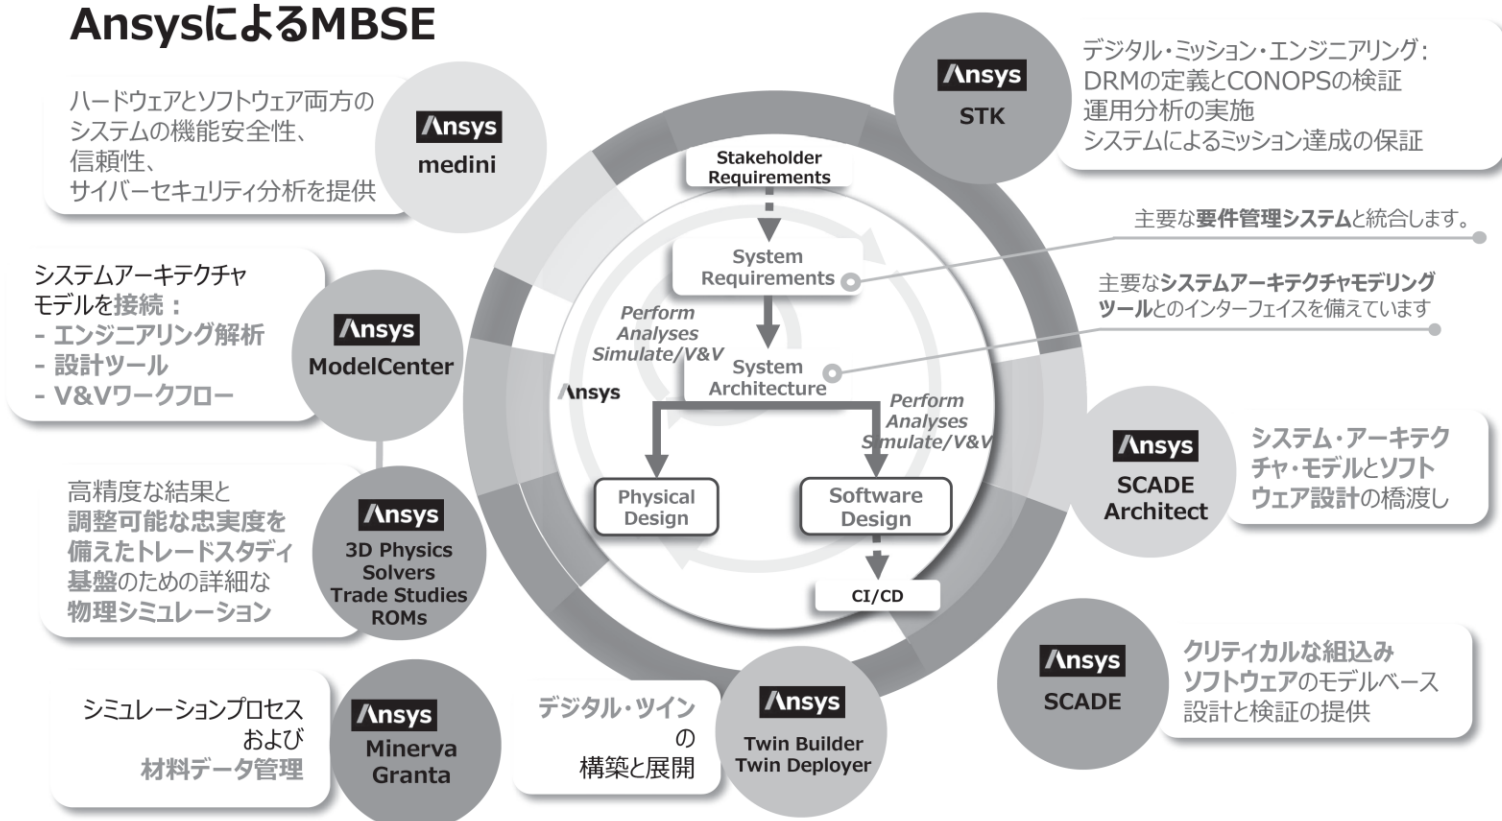 AnsysによるMBSE
ハードウェアとソフトウェア両方の
システムの機能安全性、
信頼性、
サイバーセキュリティ分析を提供
Ansys
medini
Ansys
STK
デジタル・ミッション・エンジニアリング:
DRMの定義とCONOPSの検証
運用分析の実施
システムによるミッション達成の保証
主要な要件管理システムと統合します。
主要なシステムアーキテクチャモデリング
ツールとのインターフェイスを備えています
システムアーキテクチャ
モデルを接続：
- エンジニアリング解析
- 設計ツール
- V&Vワークフロー
Ansys
ModelCenter
Stakeholder
Requirements
System
Requirements
Perform
Analyses
Simulate/V&V
System
Architecture
Ansys
Perform
Analyses
Simulate/V&V
Physical
Design
Software
Design
CI/CD
Ansys
SCADE
Architect
システム・アーキテク
チャ・モデルとソフト
ウェア設計の橋渡し
高精度な結果と
調整可能な忠実度を
備えたトレードスタディ
基盤のための詳細な
物理シミュレーション
Ansys
3D Physics
Solvers
Trade Studies
ROMs
Ansys
SCADE
クリティカルな組込み
ソフトウェアのモデルベース
設計と検証の提供
シミュレーションプロセス
および
材料データ管理
Ansys
Minerva
Granta
デジタル・ツイン
の
構築と展開
Ansys
Twin Builder
Twin Deployer